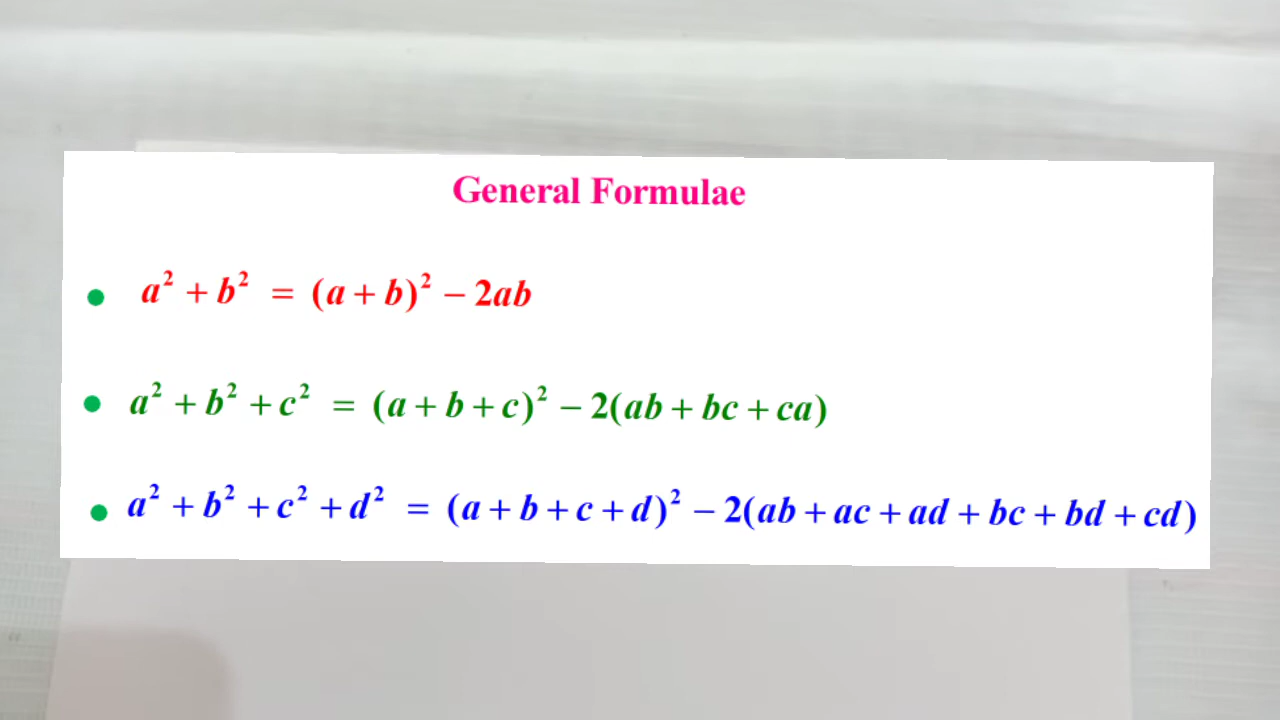 General Formulae
• a² + b² = (a + b)² − 2ab
• a² + b² + c² = (a + b + c)² − 2(ab + bc + ca)
• a² + b² + c² + d² = (a + b + c + d)² − 2(ab + ac + ad + bc + bd + cd)